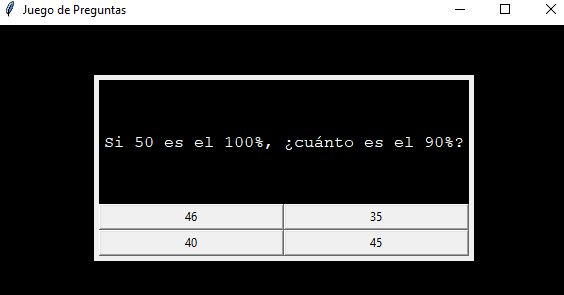 Juego de Preguntas
Si 50 es el 100%, ¿cuánto es el 90%?
46 35
40 45